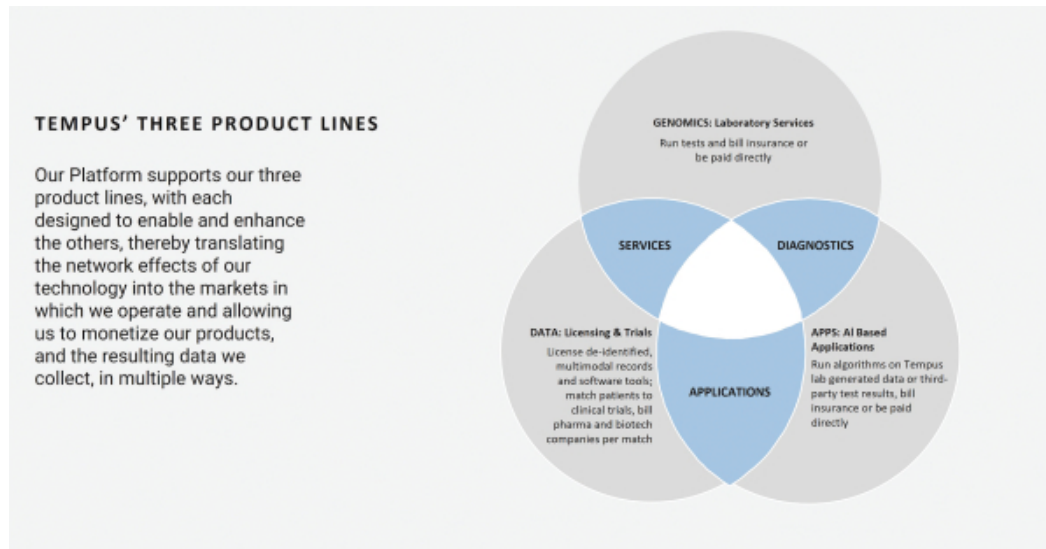 TEMPUS' THREE PRODUCT LINES
Our Platform supports our three
product lines, with each
designed to enable and enhance
the others, thereby translating
the network effects of our
technology into the markets in
which we operate and allowing
us to monetize our products,
and the resulting data we
collect, in multiple ways.
GENOMICS: Laboratory Services
Run tests and bill insurance or
be paid directly
SERVICES
DIAGNOSTICS
DATA: Licensing & Trials
License de-identified,
multimodal records
and software tools;
match patients to
clinical trials, bill
pharma and biotech
companies per match
APPLICATIONS
APPS: AI Based
Applications
Run algorithms on Tempus
lab generated data or third-
party test results, bill
insurance or be paid
directly